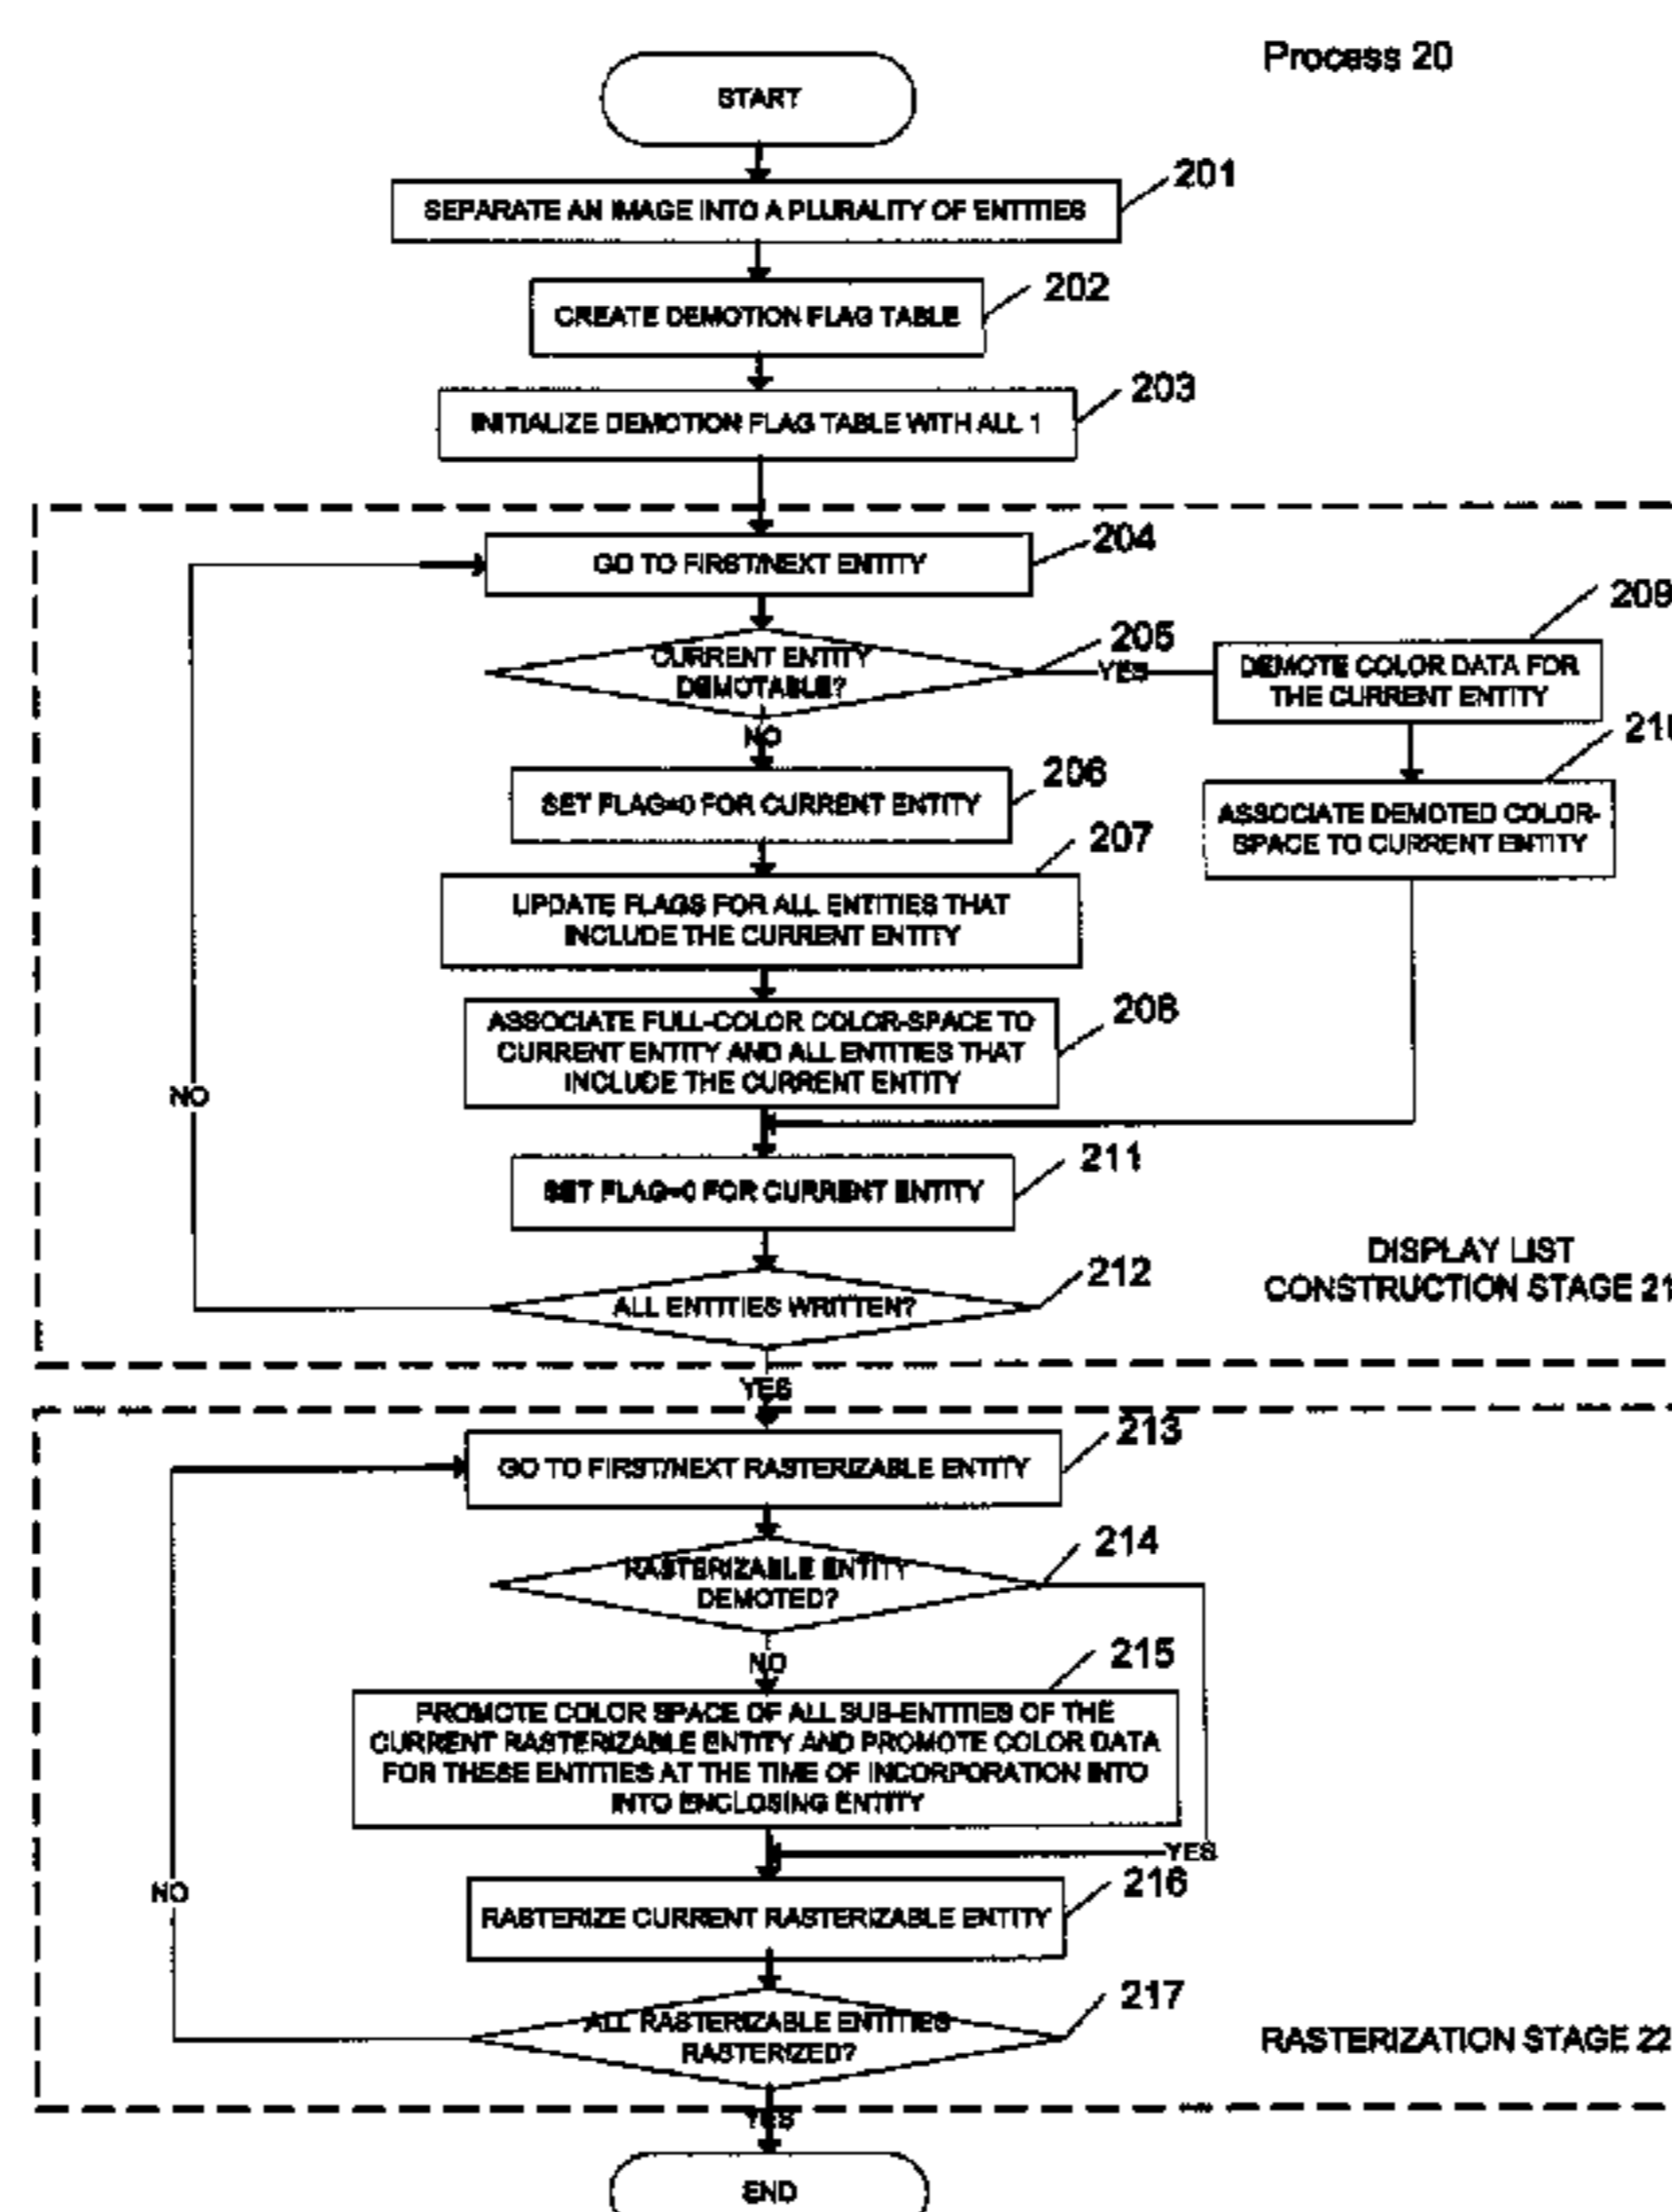 Process 20
START
201
SEPARATE AN IMAGE INTO A PLURALITY OF ENTITIES
202
CREATE DEMOTION FLAG TABLE
203
INITIALIZE DEMOTION FLAG TABLE WITH ALL 1
204
GO TO FIRST/NEXT ENTITY
205
CURRENT ENTITY
DEMOTABLE?
YES
209
DEMOTE COLOR DATA FOR
THE CURRENT ENTITY
NO
206
SET FLAG=0 FOR CURRENT ENTITY
ASSOCIATE DEMOTED COLOR-
SPACE TO CURRENT ENTITY
207
UPDATE FLAGS FOR ALL ENTITIES THAT
INCLUDE THE CURRENT ENTITY
208
ASSOCIATE FULL-COLOR COLOR-SPACE TO
CURRENT ENTITY AND ALL ENTITIES THAT
INCLUDE THE CURRENT ENTITY
NO
211
SET FLAG=0 FOR CURRENT ENTITY
212
ALL ENTITIES WRITTEN?
DISPLAY LIST
CONSTRUCTION STAGE 21
YES
213
GO TO FIRST/NEXT RASTERIZABLE ENTITY
214
RASTERIZABLE ENTITY
DEMOTED?
NO
215
PROMOTE COLOR SPACE OF ALL SUB-ENTITIES OF THE
CURRENT RASTERIZABLE ENTITY AND PROMOTE COLOR DATA
FOR THESE ENTITIES AT THE TIME OF INCORPORATION INTO
INTO ENCLOSING ENTITY
YES
216
NO
RASTERIZE CURRENT RASTERIZABLE ENTITY
217
ALL RASTERIZABLE ENTITIES
RASTERIZED?
RASTERIZATION STAGE 22
YES
END